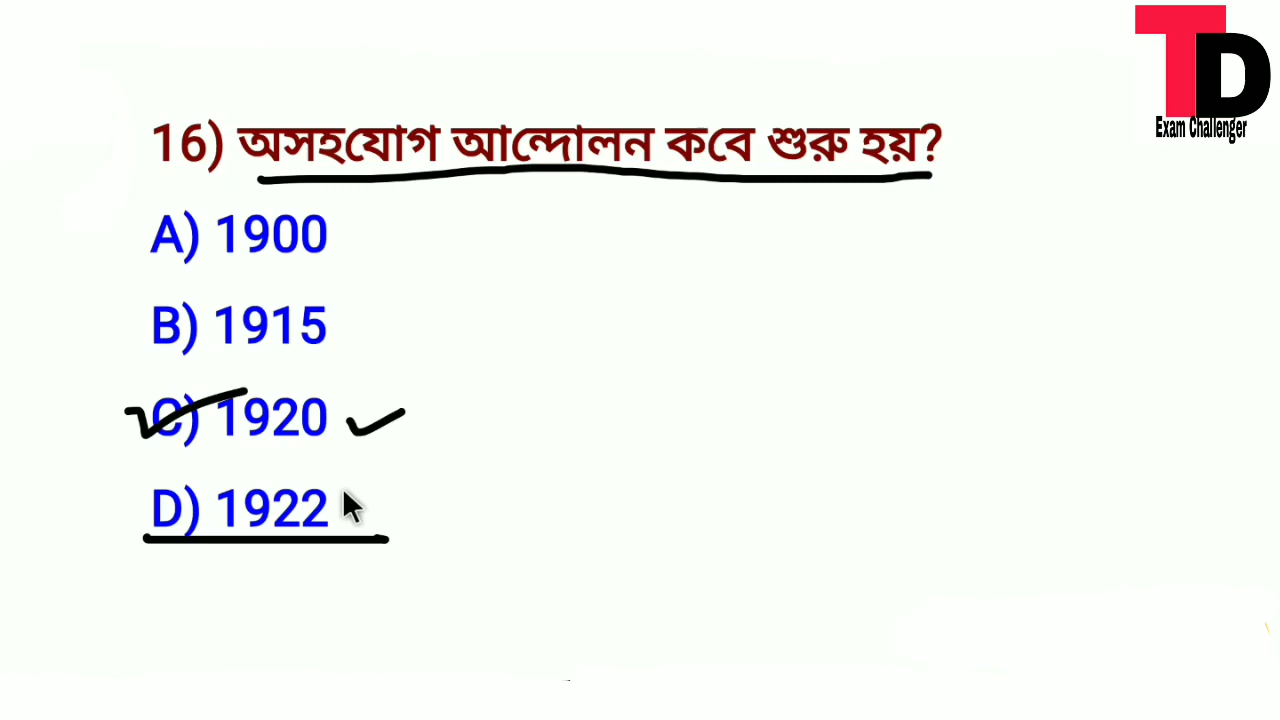 TD
Exam Challenger
16) অসহযোগ আন্দোলন কবে শুরু হয়?
A) 1900
B) 1915
C) 1920
D) 1922